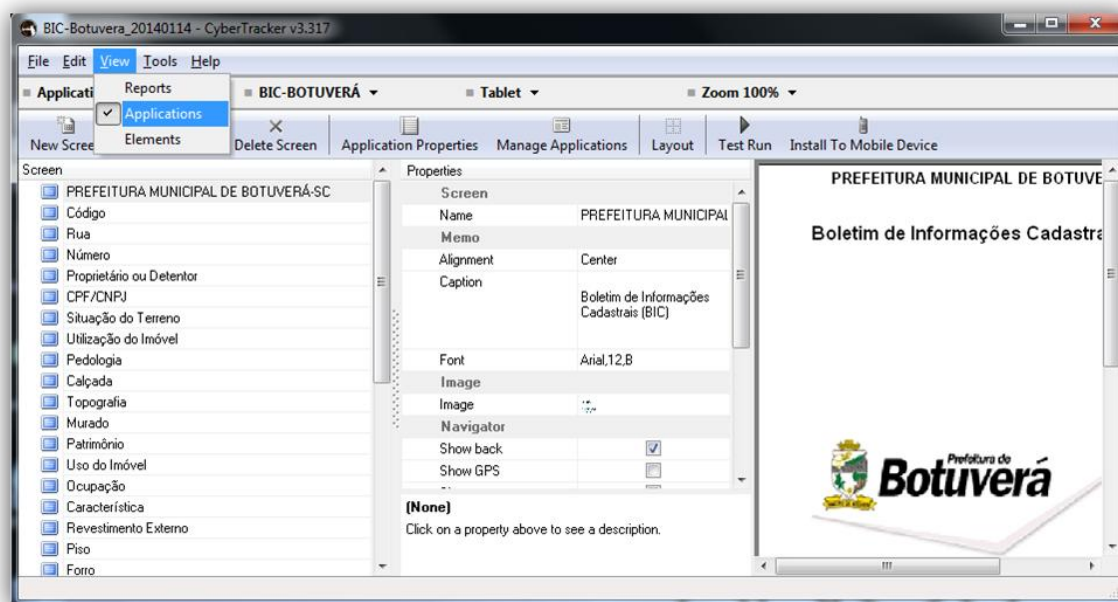 BIC-Botuvera_20140114 - CyberTracker v3.317
File Edit View Tools Help
Reports
Applications
Elements
Applicati
BIC-BOTUVERÁ
Tablet
Zoom 100%
New Scree
Delete Screen
Application Properties
Manage Applications
Layout
Test Run
Install To Mobile Device
Screen
PREFEITURA MUNICIPAL DE BOTUVERÁ-SC
Código
Rua
Número
Proprietário ou Detentor
CPF/CNPJ
Situação do Terreno
Utilização do Imóvel
Pedologia
Calçada
Topografia
Murado
Patrimônio
Uso do Imóvel
Ocupação
Característica
Revestimento Externo
Piso
Forro
Properties
Screen
Name PREFEITURA MUNICIPAL
Memo
Alignment Center
Caption
Boletim de Informações
Cadastrais (BIC)
Font Arial,12,B
Image
Image
Navigator
Show back
Show GPS
(None)
Click on a property above to see a description.
PREFEITURA MUNICIPAL DE BOTUVE
Boletim de Informações Cadastra
Prefeitura de
Botuverá